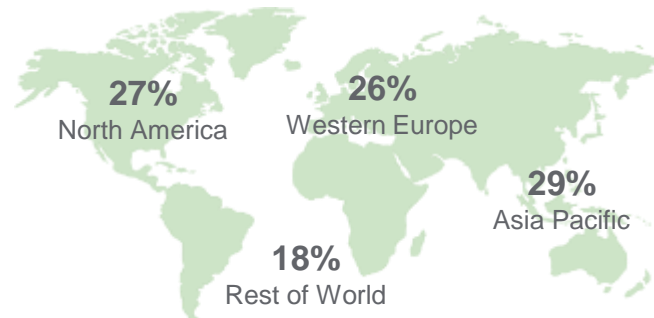 27%
North America
26%
Western Europe
29%
Asia Pacific
18%
Rest of World